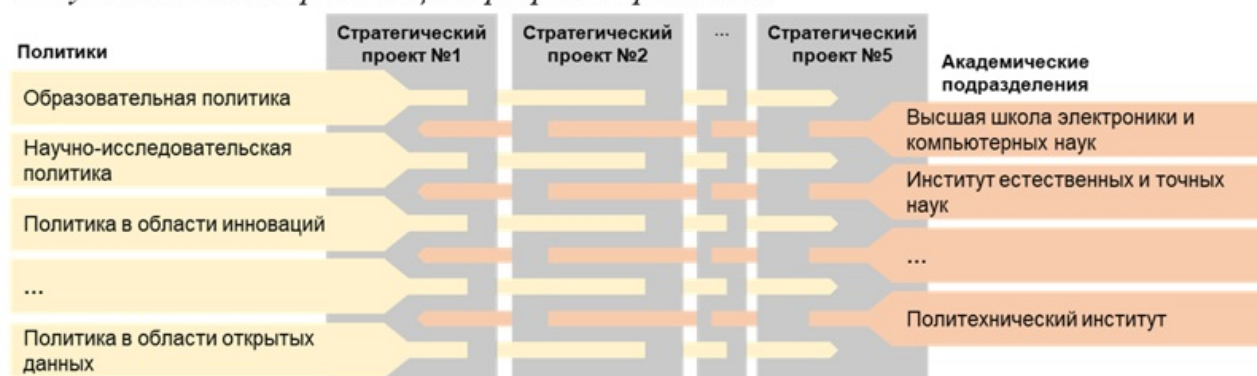 Политики
Стратегический
проект №1
Стратегический
проект №2
...
Стратегический
проект №5
Академические
подразделения
Образовательная политика
Научно-исследовательская
политика
Политика в области инноваций
...
Политика в области открытых
данных
Высшая школа электроники и
компьютерных наук
Институт естественных и точных
наук
...
Политехнический институт